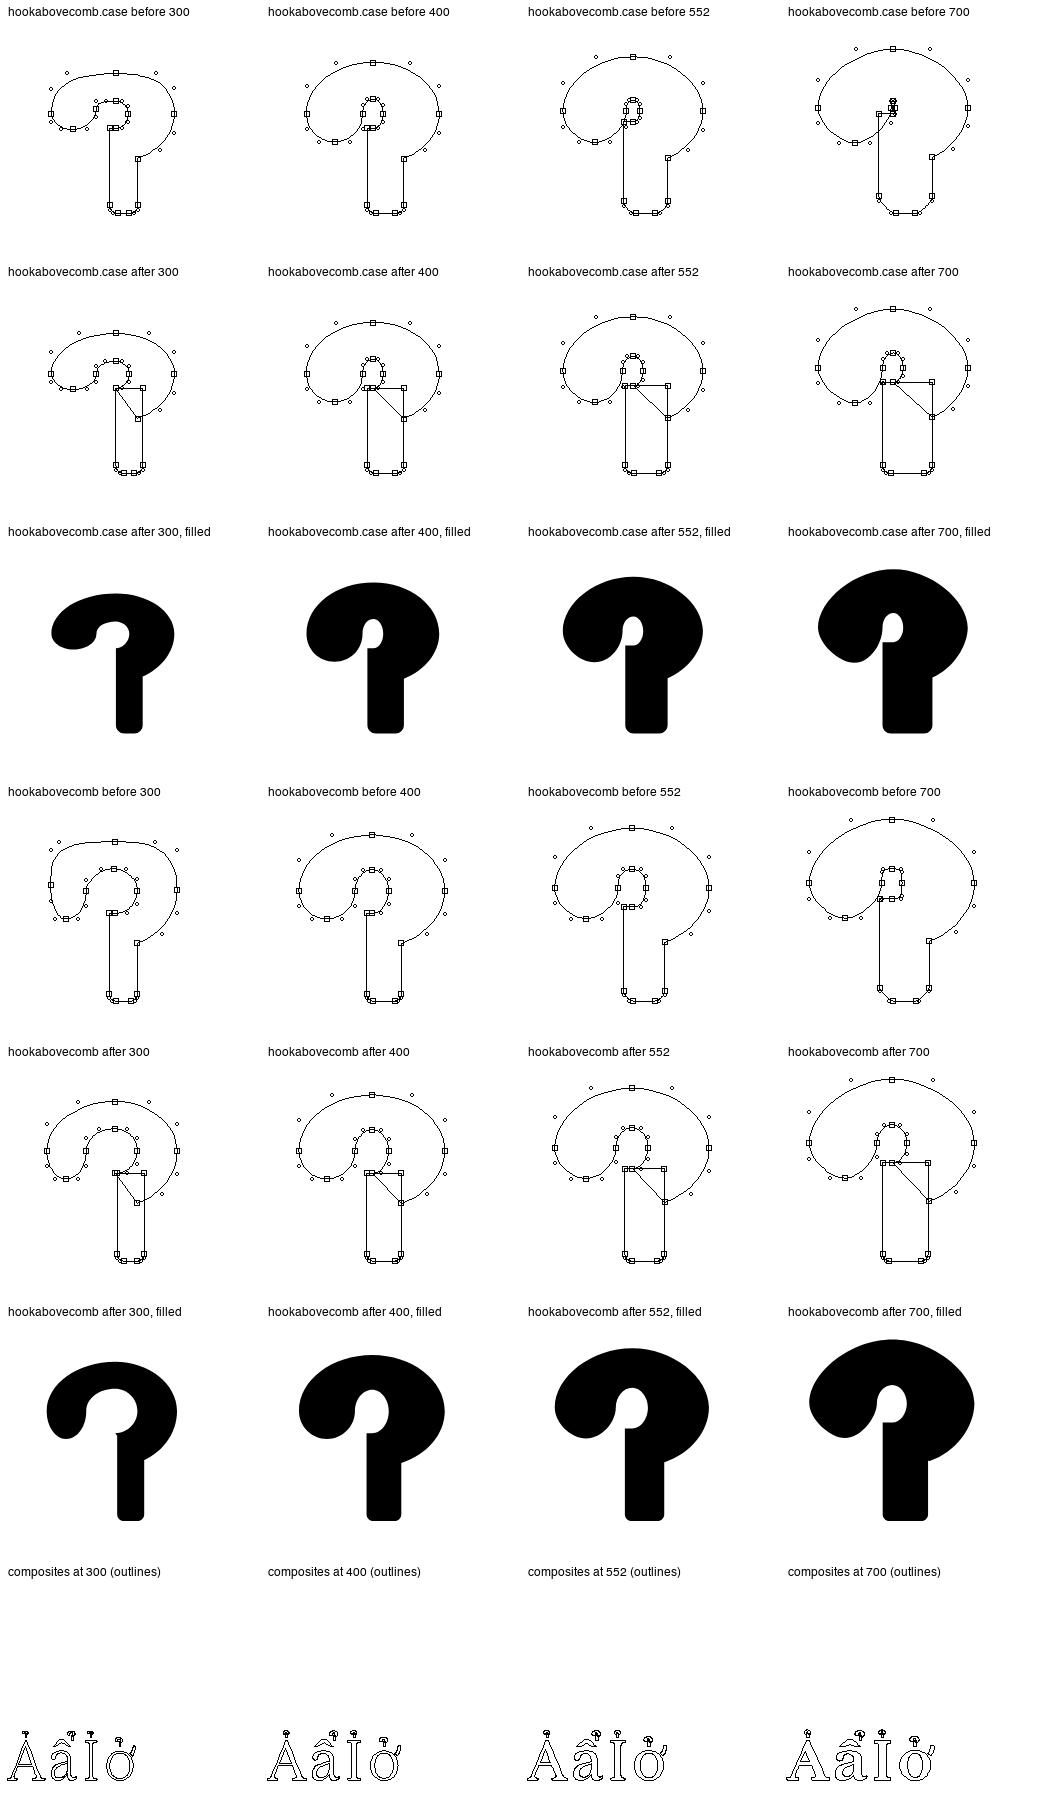 hookabovecomb.case before 300 hookabovecomb.case before 400 hookabovecomb.case before 552 hookabovecomb.case before 700
hookabovecomb.case after 300 hookabovecomb.case after 400 hookabovecomb.case after 552 hookabovecomb.case after 700
hookabovecomb.case after 300, filled hookabovecomb.case after 400, filled hookabovecomb.case after 552, filled hookabovecomb.case after 700, filled
hookabovecomb before 300 hookabovecomb before 400 hookabovecomb before 552 hookabovecomb before 700
hookabovecomb after 300 hookabovecomb after 400 hookabovecomb after 552 hookabovecomb after 700
hookabovecomb after 300, filled hookabovecomb after 400, filled hookabovecomb after 552, filled hookabovecomb after 700, filled
composites at 300 (outlines) composites at 400 (outlines) composites at 552 (outlines) composites at 700 (outlines)
ẢẩỈở ẢẩỈở ẢẩỈở ẢẩỈở